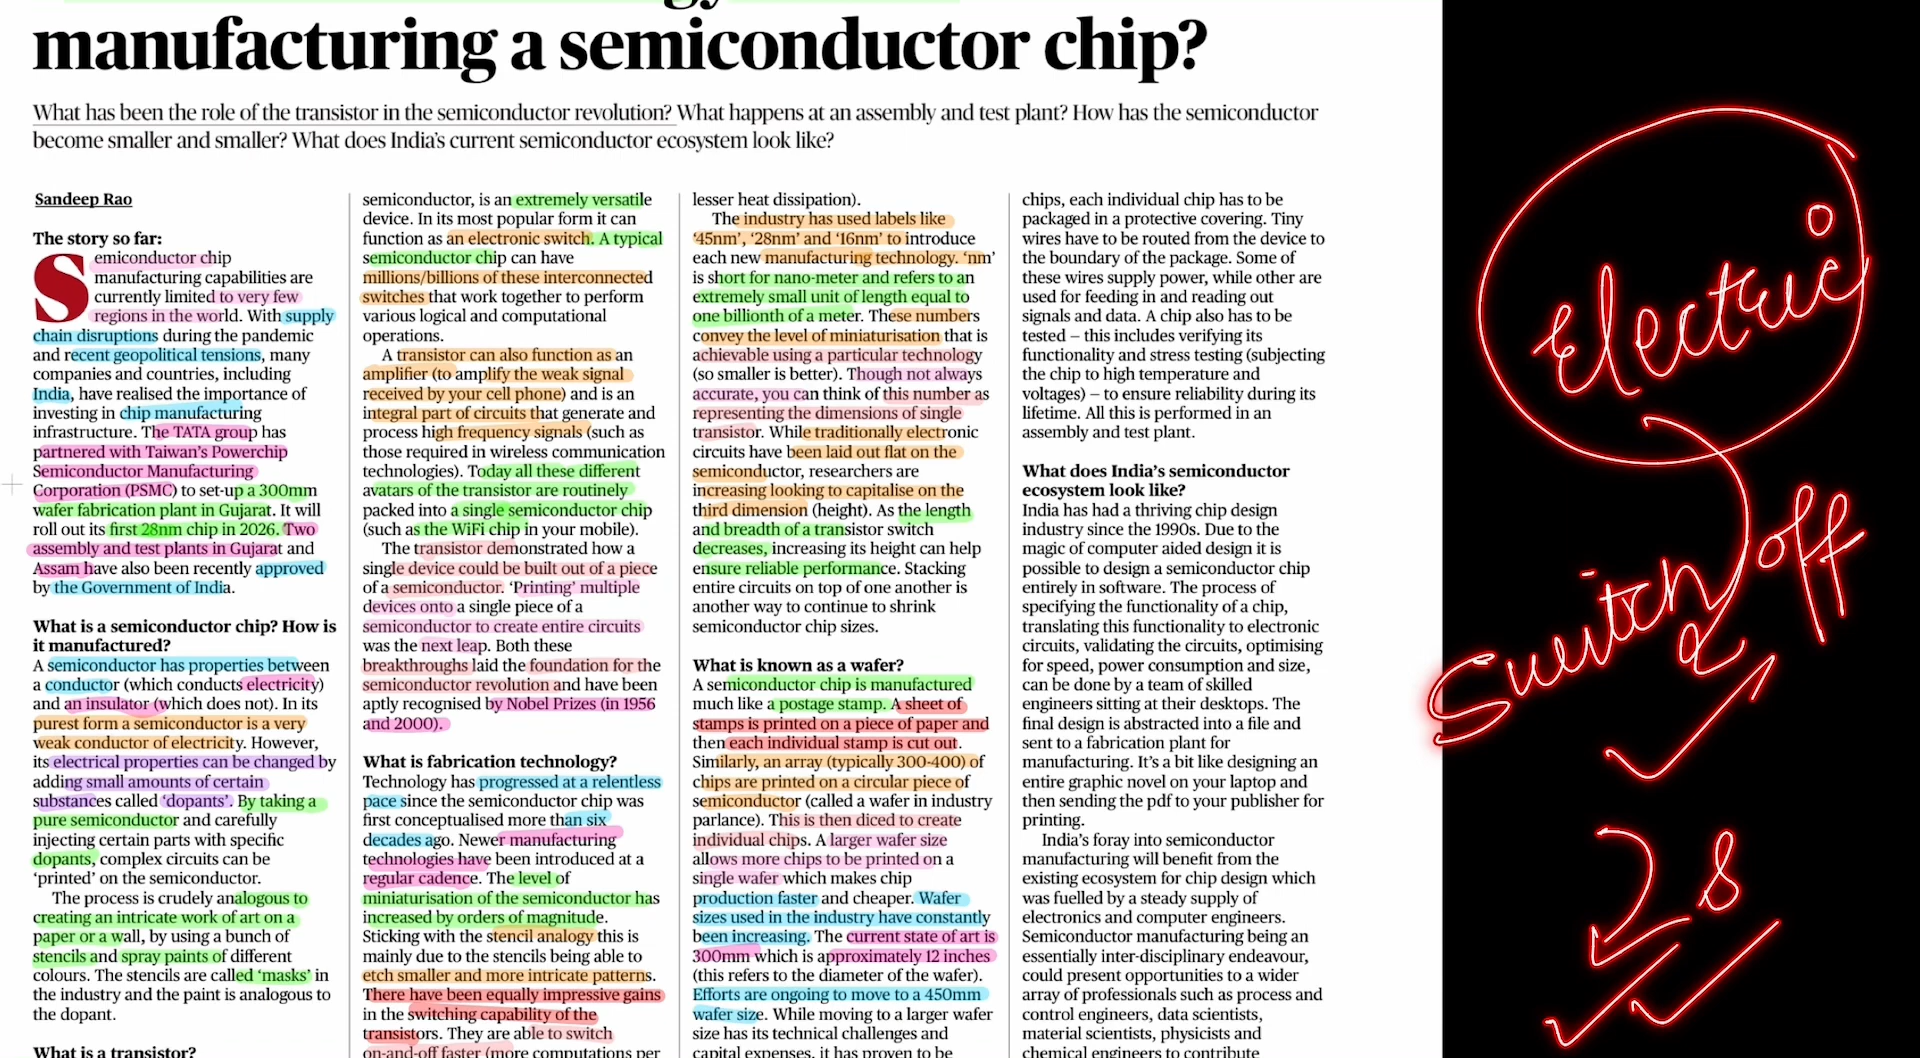 manufacturing a semiconductor chip?
What has been the role of the transistor in the semiconductor revolution? What happens at an assembly and test plant? How has the semiconductor
become smaller and smaller? What does India's current semiconductor ecosystem look like?
Sandeep Rao
The story so far:
Semiconductor chip
manufacturing capabilities are
currently limited to very few
regions in the world. With supply
chain disruptions during the pandemic
and recent geopolitical tensions, many
companies and countries, including
India, have realised the importance of
investing in chip manufacturing
infrastructure. The TATA group has
partnered with Taiwan's Powerchip
Semiconductor Manufacturing
Corporation (PSMC) to set-up a 300mm
wafer fabrication plant in Gujarat. It will
roll out its first 28nm chip in 2026. Two
assembly and test plants in Gujarat and
Assam have also been recently approved
by the Government of India.
What is a semiconductor chip? How is
it manufactured?
A semiconductor has properties between
a conductor (which conducts electricity)
and an insulator (which does not). In its
purest form a semiconductor is a very
weak conductor of electricity. However,
its electrical properties can be changed by
adding small amounts of certain
substances called 'dopants'. By taking a
pure semiconductor and carefully
injecting certain parts with specific
dopants, complex circuits can be
'printed' on the semiconductor.
The process is crudely analogous to
creating an intricate work of art on a
paper or a wall, by using a bunch of
stencils and spray paints of different
colours. The stencils are called 'masks' in
the industry and the paint is analogous to
the dopant.
What is a transistor?
semiconductor, is an extremely versatile
device. In its most popular form it can
function as an electronic switch. A typical
semiconductor chip can have
millions/billions of these interconnected
switches that work together to perform
various logical and computational
operations.
A transistor can also function as an
amplifier (to amplify the weak signal
received by your cell phone) and is an
integral part of circuits that generate and
process high frequency signals (such as
those required in wireless communication
technologies). Today all these different
avatars of the transistor are routinely
packed into a single semiconductor chip
(such as the WiFi chip in your mobile).
The transistor demonstrated how a
single device could be built out of a piece
of a semiconductor. 'Printing' multiple
devices onto a single piece of a
semiconductor to create entire circuits
was the next leap. Both these
breakthroughs laid the foundation for the
semiconductor revolution and have been
aptly recognised by Nobel Prizes (in 1956
and 2000).
What is fabrication technology?
Technology has progressed at a relentless
pace since the semiconductor chip was
first conceptualised more than six
decades ago. Newer manufacturing
technologies have been introduced at a
regular cadence. The level of
miniaturisation of the semiconductor has
increased by orders of magnitude.
Sticking with the stencil analogy this is
mainly due to the stencils being able to
etch smaller and more intricate patterns.
There have been equally impressive gains
in the switching capability of the
transistors. They are able to switch
on-and-off faster (more computations per
lesser heat dissipation).
The industry has used labels like
'45nm', '28nm' and '16nm' to introduce
each new manufacturing technology. 'nm'
is short for nano-meter and refers to an
extremely small unit of length equal to
one billionth of a meter. These numbers
convey the level of miniaturisation that is
achievable using a particular technology
(so smaller is better). Though not always
accurate, you can think of this number as
representing the dimensions of single
transistor. While traditionally electronic
circuits have been laid out flat on the
semiconductor, researchers are
increasing looking to capitalise on the
third dimension (height). As the length
and breadth of a transistor switch
decreases, increasing its height can help
ensure reliable performance. Stacking
entire circuits on top of one another is
another way to continue to shrink
semiconductor chip sizes.
What is known as a wafer?
A semiconductor chip is manufactured
much like a postage stamp. A sheet of
stamps is printed on a piece of paper and
then each individual stamp is cut out.
Similarly, an array (typically 300-400) of
chips are printed on a circular piece of
semiconductor (called a wafer in industry
parlance). This is then diced to create
individual chips. A larger wafer size
allows more chips to be printed on a
single wafer which makes chip
production faster and cheaper. Wafer
sizes used in the industry have constantly
been increasing. The current state of art is
300mm which is approximately 12 inches
(this refers to the diameter of the wafer).
Efforts are ongoing to move to a 450mm
wafer size. While moving to a larger wafer
size has its technical challenges and
capital expenses, it has proven to be
chips, each individual chip has to be
packaged in a protective covering. Tiny
wires have to be routed from the device to
the boundary of the package. Some of
these wires supply power, while other are
used for feeding in and reading out
signals and data. A chip also has to be
tested – this includes verifying its
functionality and stress testing (subjecting
the chip to high temperature and
voltages) – to ensure reliability during its
lifetime. All this is performed in an
assembly and test plant.
What does India's semiconductor
ecosystem look like?
India has had a thriving chip design
industry since the 1990s. Due to the
magic of computer aided design it is
possible to design a semiconductor chip
entirely in software. The process of
specifying the functionality of a chip,
translating this functionality to electronic
circuits, validating the circuits, optimising
for speed, power consumption and size,
can be done by a team of skilled
engineers sitting at their desktops. The
final design is abstracted into a file and
sent to a fabrication plant for
manufacturing. It's a bit like designing an
entire graphic novel on your laptop and
then sending the pdf to your publisher for
printing.
India's foray into semiconductor
manufacturing will benefit from the
existing ecosystem for chip design which
was fuelled by a steady supply of
electronics and computer engineers.
Semiconductor manufacturing being an
essentially inter-disciplinary endeavour,
could present opportunities to a wider
array of professionals such as process and
control engineers, data scientists,
material scientists, physicists and
chemical engineers to contribute
Electric
Switch off
28